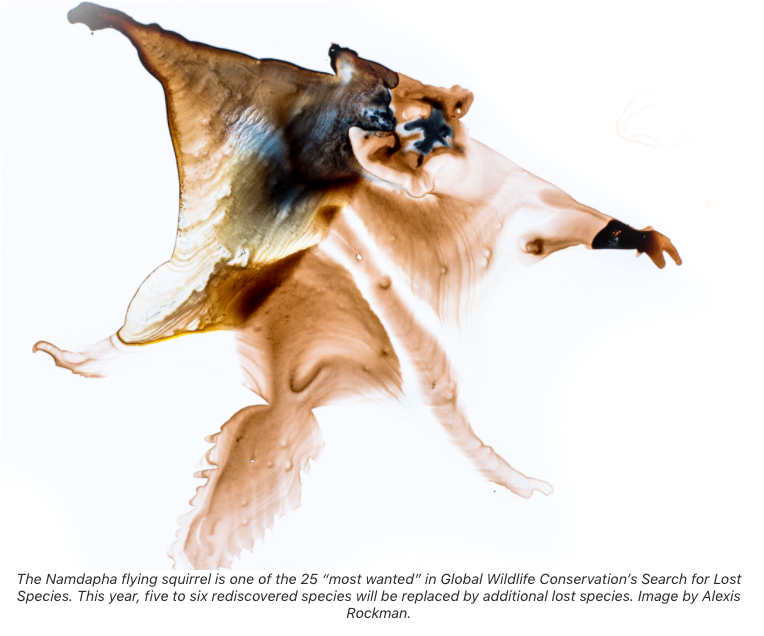 The Namdapha flying squirrel is one of the 25 “most wanted” in Global Wildlife Conservation’s Search for Lost
Species. This year, five to six rediscovered species will be replaced by additional lost species. Image by Alexis
Rockman.